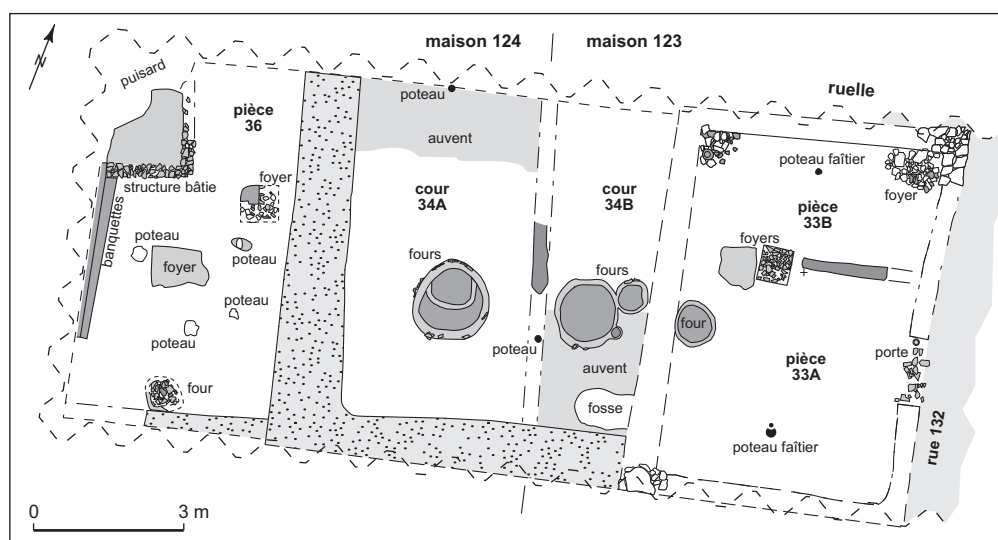 maison 124
maison 123
N
puisard
pièce
36
poteau
ruelle
auvent
poteau faîtier
foyer
structure bâtie
foyer
cour
34A
cour
34B
pièce
33B
banquettes
poteau
poteau
foyer
fours
fours
foyers
poteau
poteau
poteau
four
porte
auvent
pièce
33A
four
fosse
poteau faîtier
rue 132
0
3 m